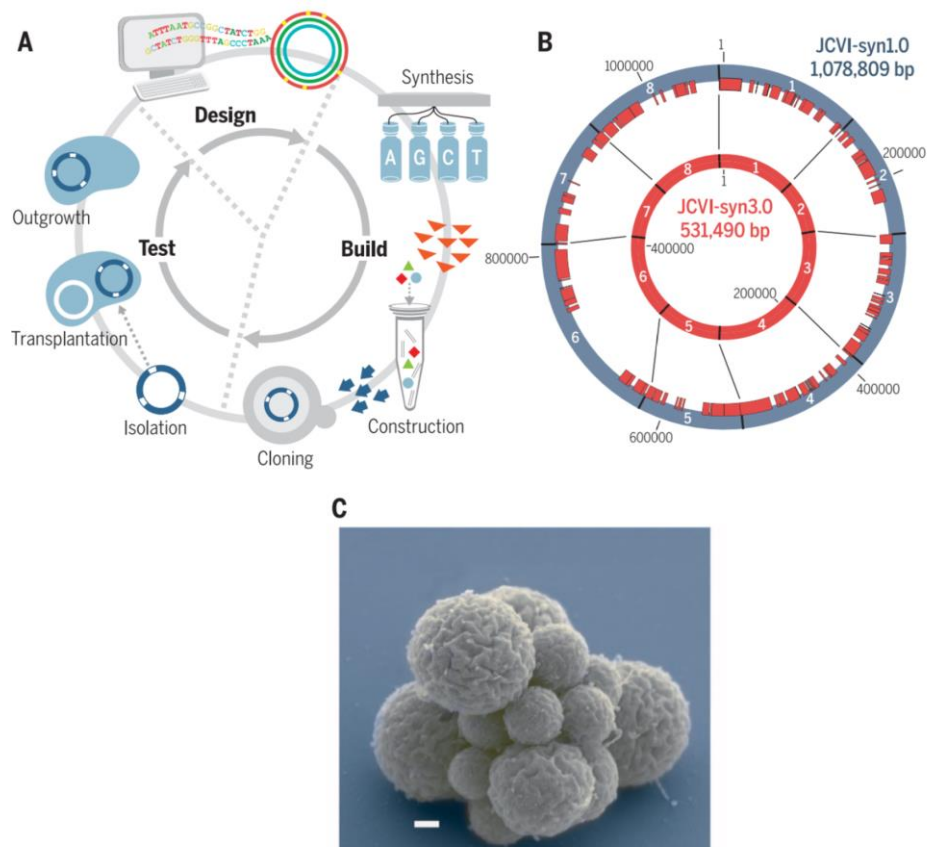 A
ATTTAATGCCGGCTATCTGG
GCTATCTGGGTTTAGCCCTAAA
Design
Synthesis
A G C T
Build
Construction
Cloning
Isolation
Transplantation
Outgrowth
Test
B
JCVI-syn1.0
1,078,809 bp
1
200000
400000
600000
800000
1000000
1
2
3
4
5
6
7
8
JCVI-syn3.0
531,490 bp
1
200000
400000
1
2
3
4
5
6
7
8
C